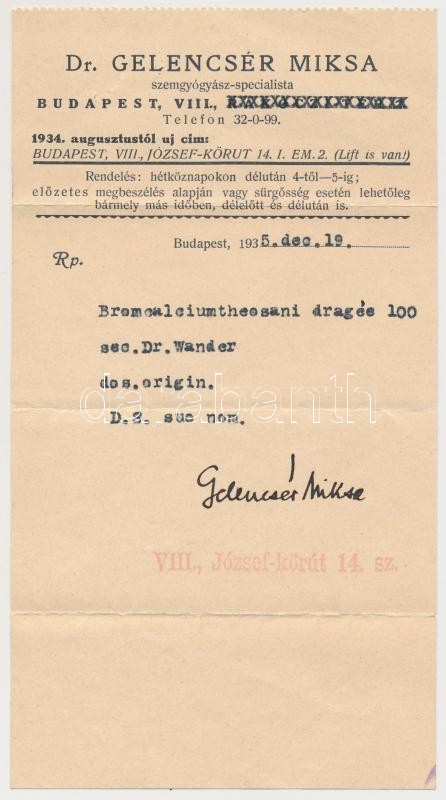 Dr. GELENCSÉR MIKSA
szemgyógyász-specialista
BUDAPEST, VIII.,
Telefon 32-0-99.
1934. augusztustól uj cim:
BUDAPEST, VIII., JÓZSEF-KÖRUT 14. I. EM. 2. (Lift is van!)
Rendelés: hétköznapokon délután 4-től—5-ig;
előzetes megbeszélés alapján vagy sürgősség esetén lehetőleg
bármely más időben, délelőtt és délután is.
Budapest, 1935.dec.19.
Rp.
Bromcalciumtheosani dragée 100
sec.Dr.Wander
dos.origin.
D.S. suo nom.
darabanth
Gelencsér Miksa
VIII., József-körút 14. sz.